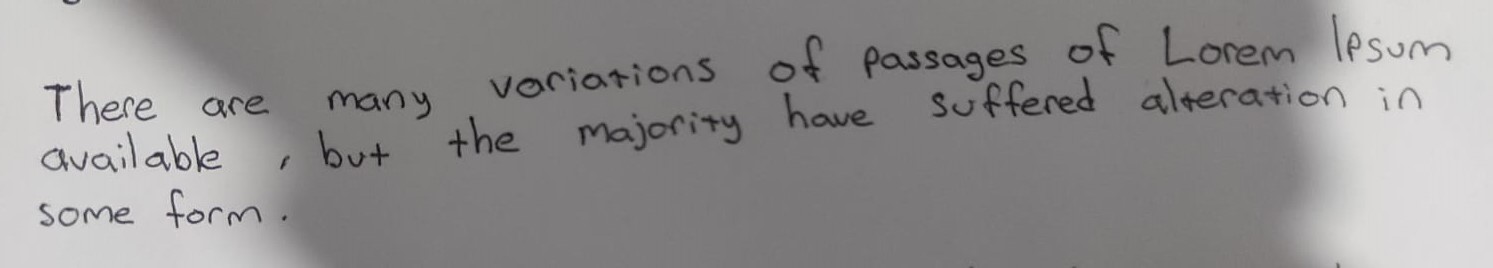 There are many variations of passages of Lorem Ipsum
available , but the majority have suffered alteration in
some form .